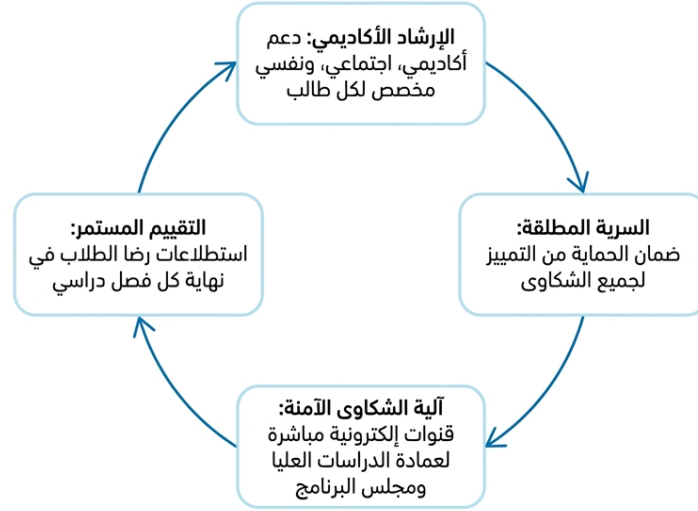 الإرشاد الأكاديمي: دعم
أكاديمي، اجتماعي، ونفسي
مخصص لكل طالب
السرية المطلقة:
ضمان الحماية من التمييز
لجميع الشكاوى
آلية الشكاوى الآمنة:
قنوات إلكترونية مباشرة
لعمادة الدراسات العليا
ومجلس البرنامج
التقييم المستمر:
استطلاعات رضا الطلاب في
نهاية كل فصل دراسي